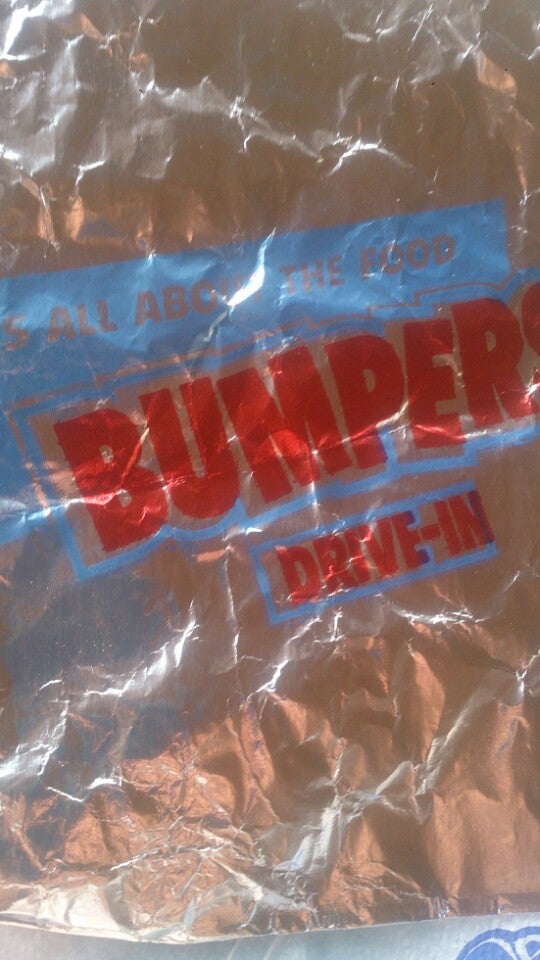 S ALL ABOUT THE FOOD
BUMPERS
DRIVE-IN